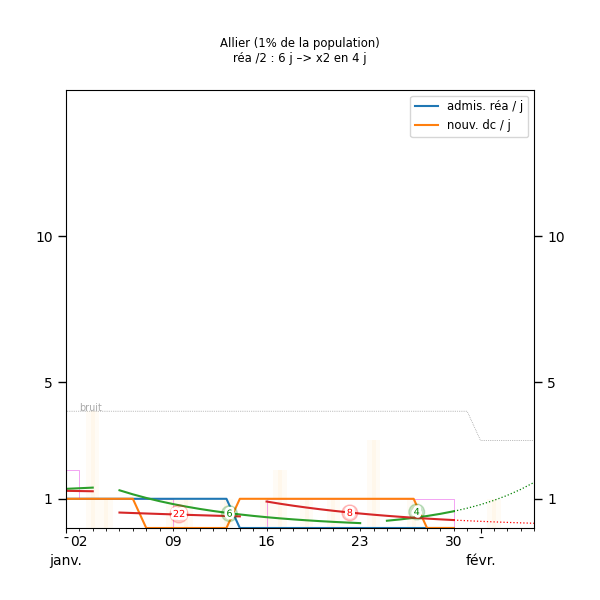 Allier (1% de la population)
réa /2 : 6 j –> x2 en 4 j
admis. réa / j
nouv. dc / j
10 10
5 5
bruit
1 1
22 6 8 4
02 09 16 23 30
janv. févr.